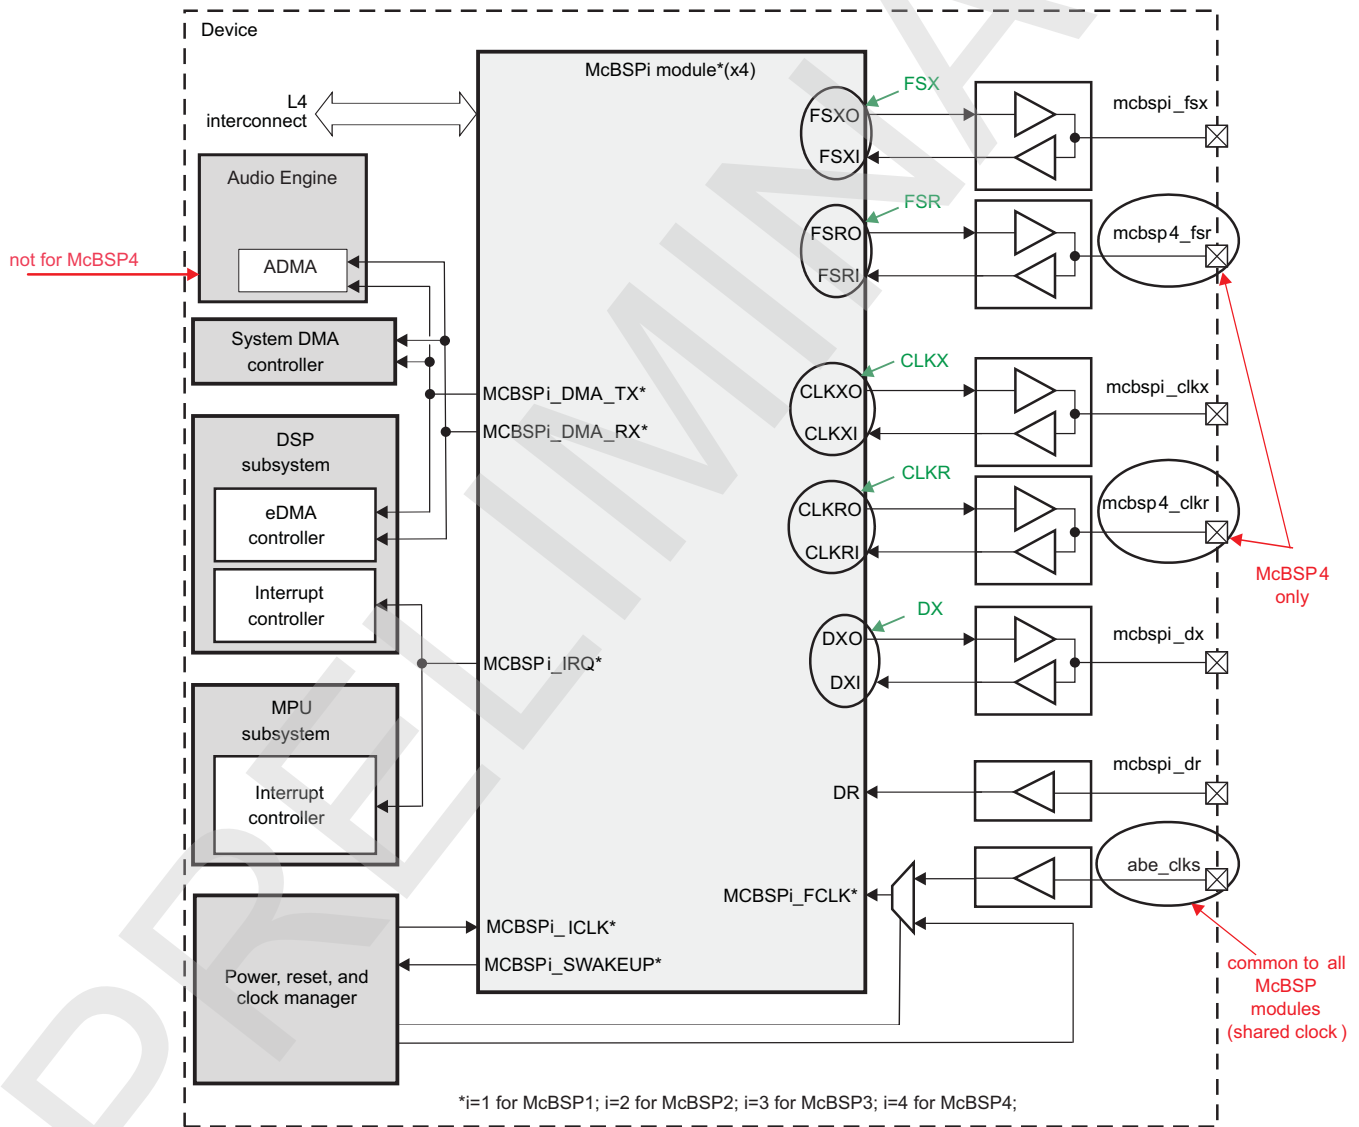 Device
McBSPi module*(x4)
L4
interconnect
Audio Engine
ADMA
not for McBSP4
System DMA
controller
MCBSPi_DMA_TX*
MCBSPi_DMA_RX*
DSP
subsystem
eDMA
controller
Interrupt
controller
MCBSPi_IRQ*
MPU
subsystem
Interrupt
controller
MCBSPi_ICLK*
MCBSPi_SWAKEUP*
Power, reset, and
clock manager
FSX
FSXO
FSXI
mcbspi_fsx
FSR
FSRO
FSRI
mcbsp4_fsr
CLKX
CLKXO
CLKXI
mcbspi_clkx
CLKR
CLKRO
CLKRI
mcbsp4_clkr
McBSP4
only
DX
DXO
DXI
mcbspi_dx
DR
mcbspi_dr
MCBSPi_FCLK*
abe_clks
common to all
McBSP
modules
(shared clock)
*i=1 for McBSP1; i=2 for McBSP2; i=3 for McBSP3; i=4 for McBSP4;
PRELIMINA